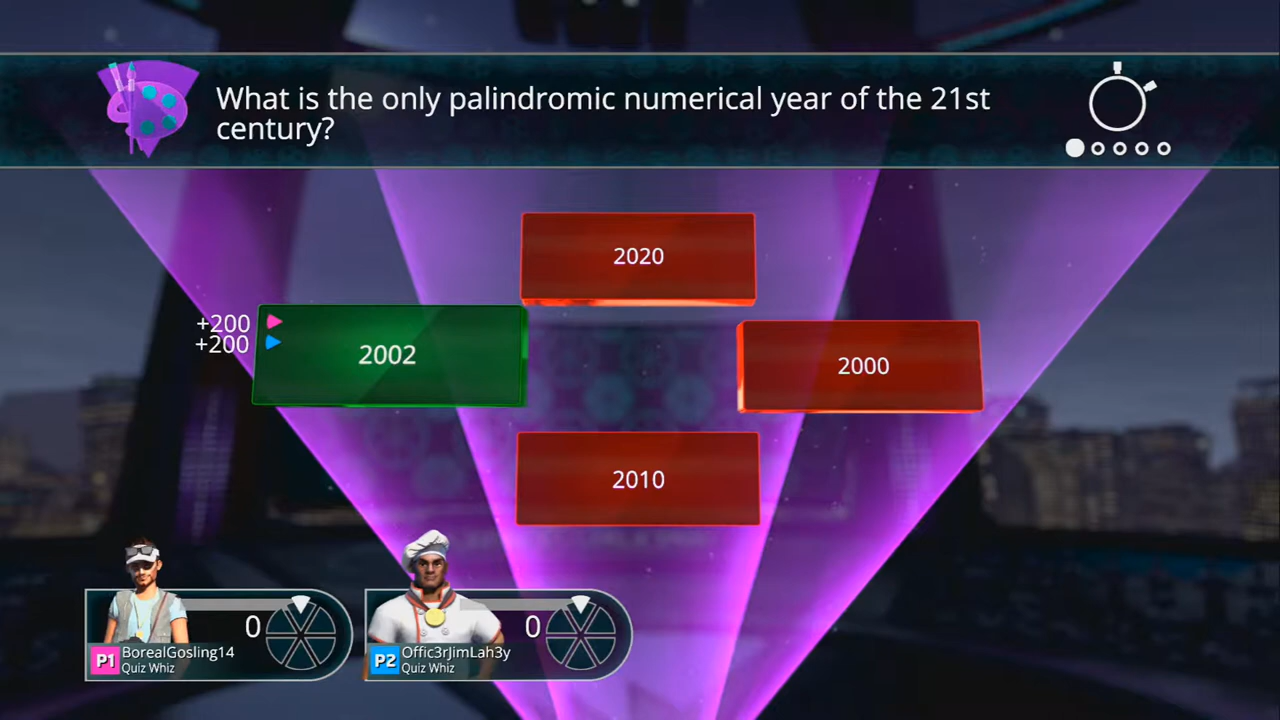 What is the only palindromic numerical year of the 21st
century?
2020
+200
+200
2002
2000
2010
0
P1
BorealGosling14
Quiz Whiz
0
P2
Offic3rJimLah3y
Quiz Whiz